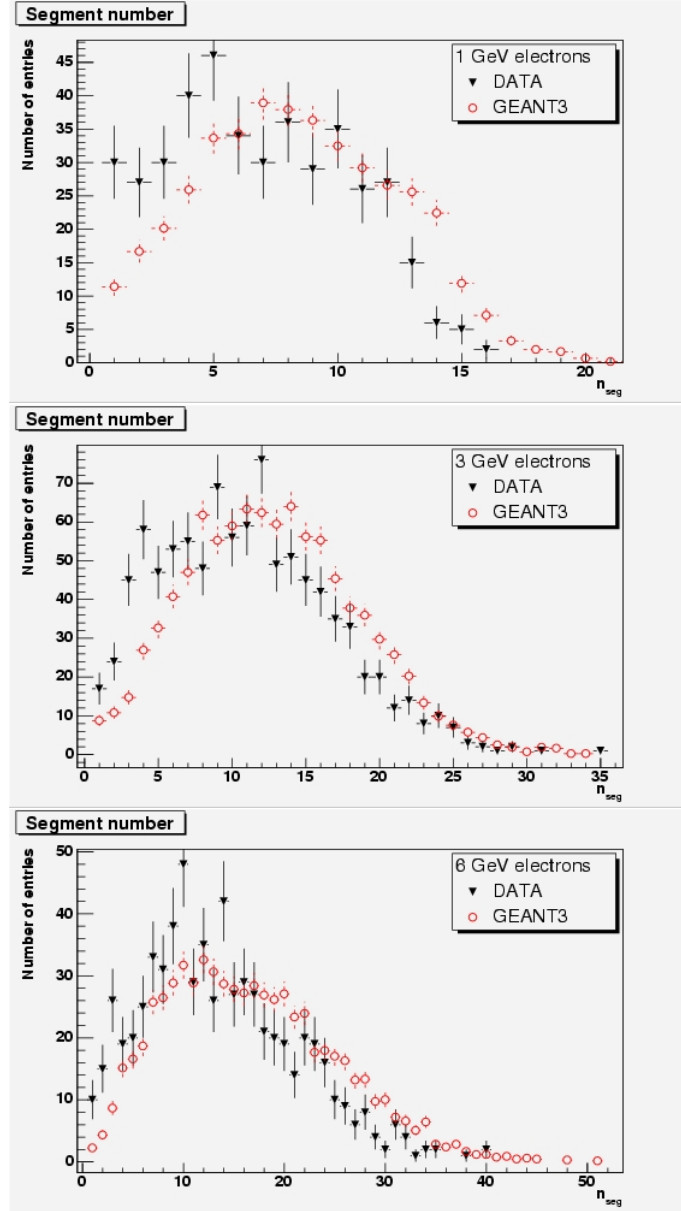 Segment number
Number of entries
1 GeV electrons
DATA
GEANT3
45
40
35
30
25
20
15
10
5
0
0 5 10 15 20
n_seg
Segment number
Number of entries
3 GeV electrons
DATA
GEANT3
70
60
50
40
30
20
10
0
0 5 10 15 20 25 30 35
n_seg
Segment number
Number of entries
6 GeV electrons
DATA
GEANT3
50
40
30
20
10
0
0 10 20 30 40 50
n_seg